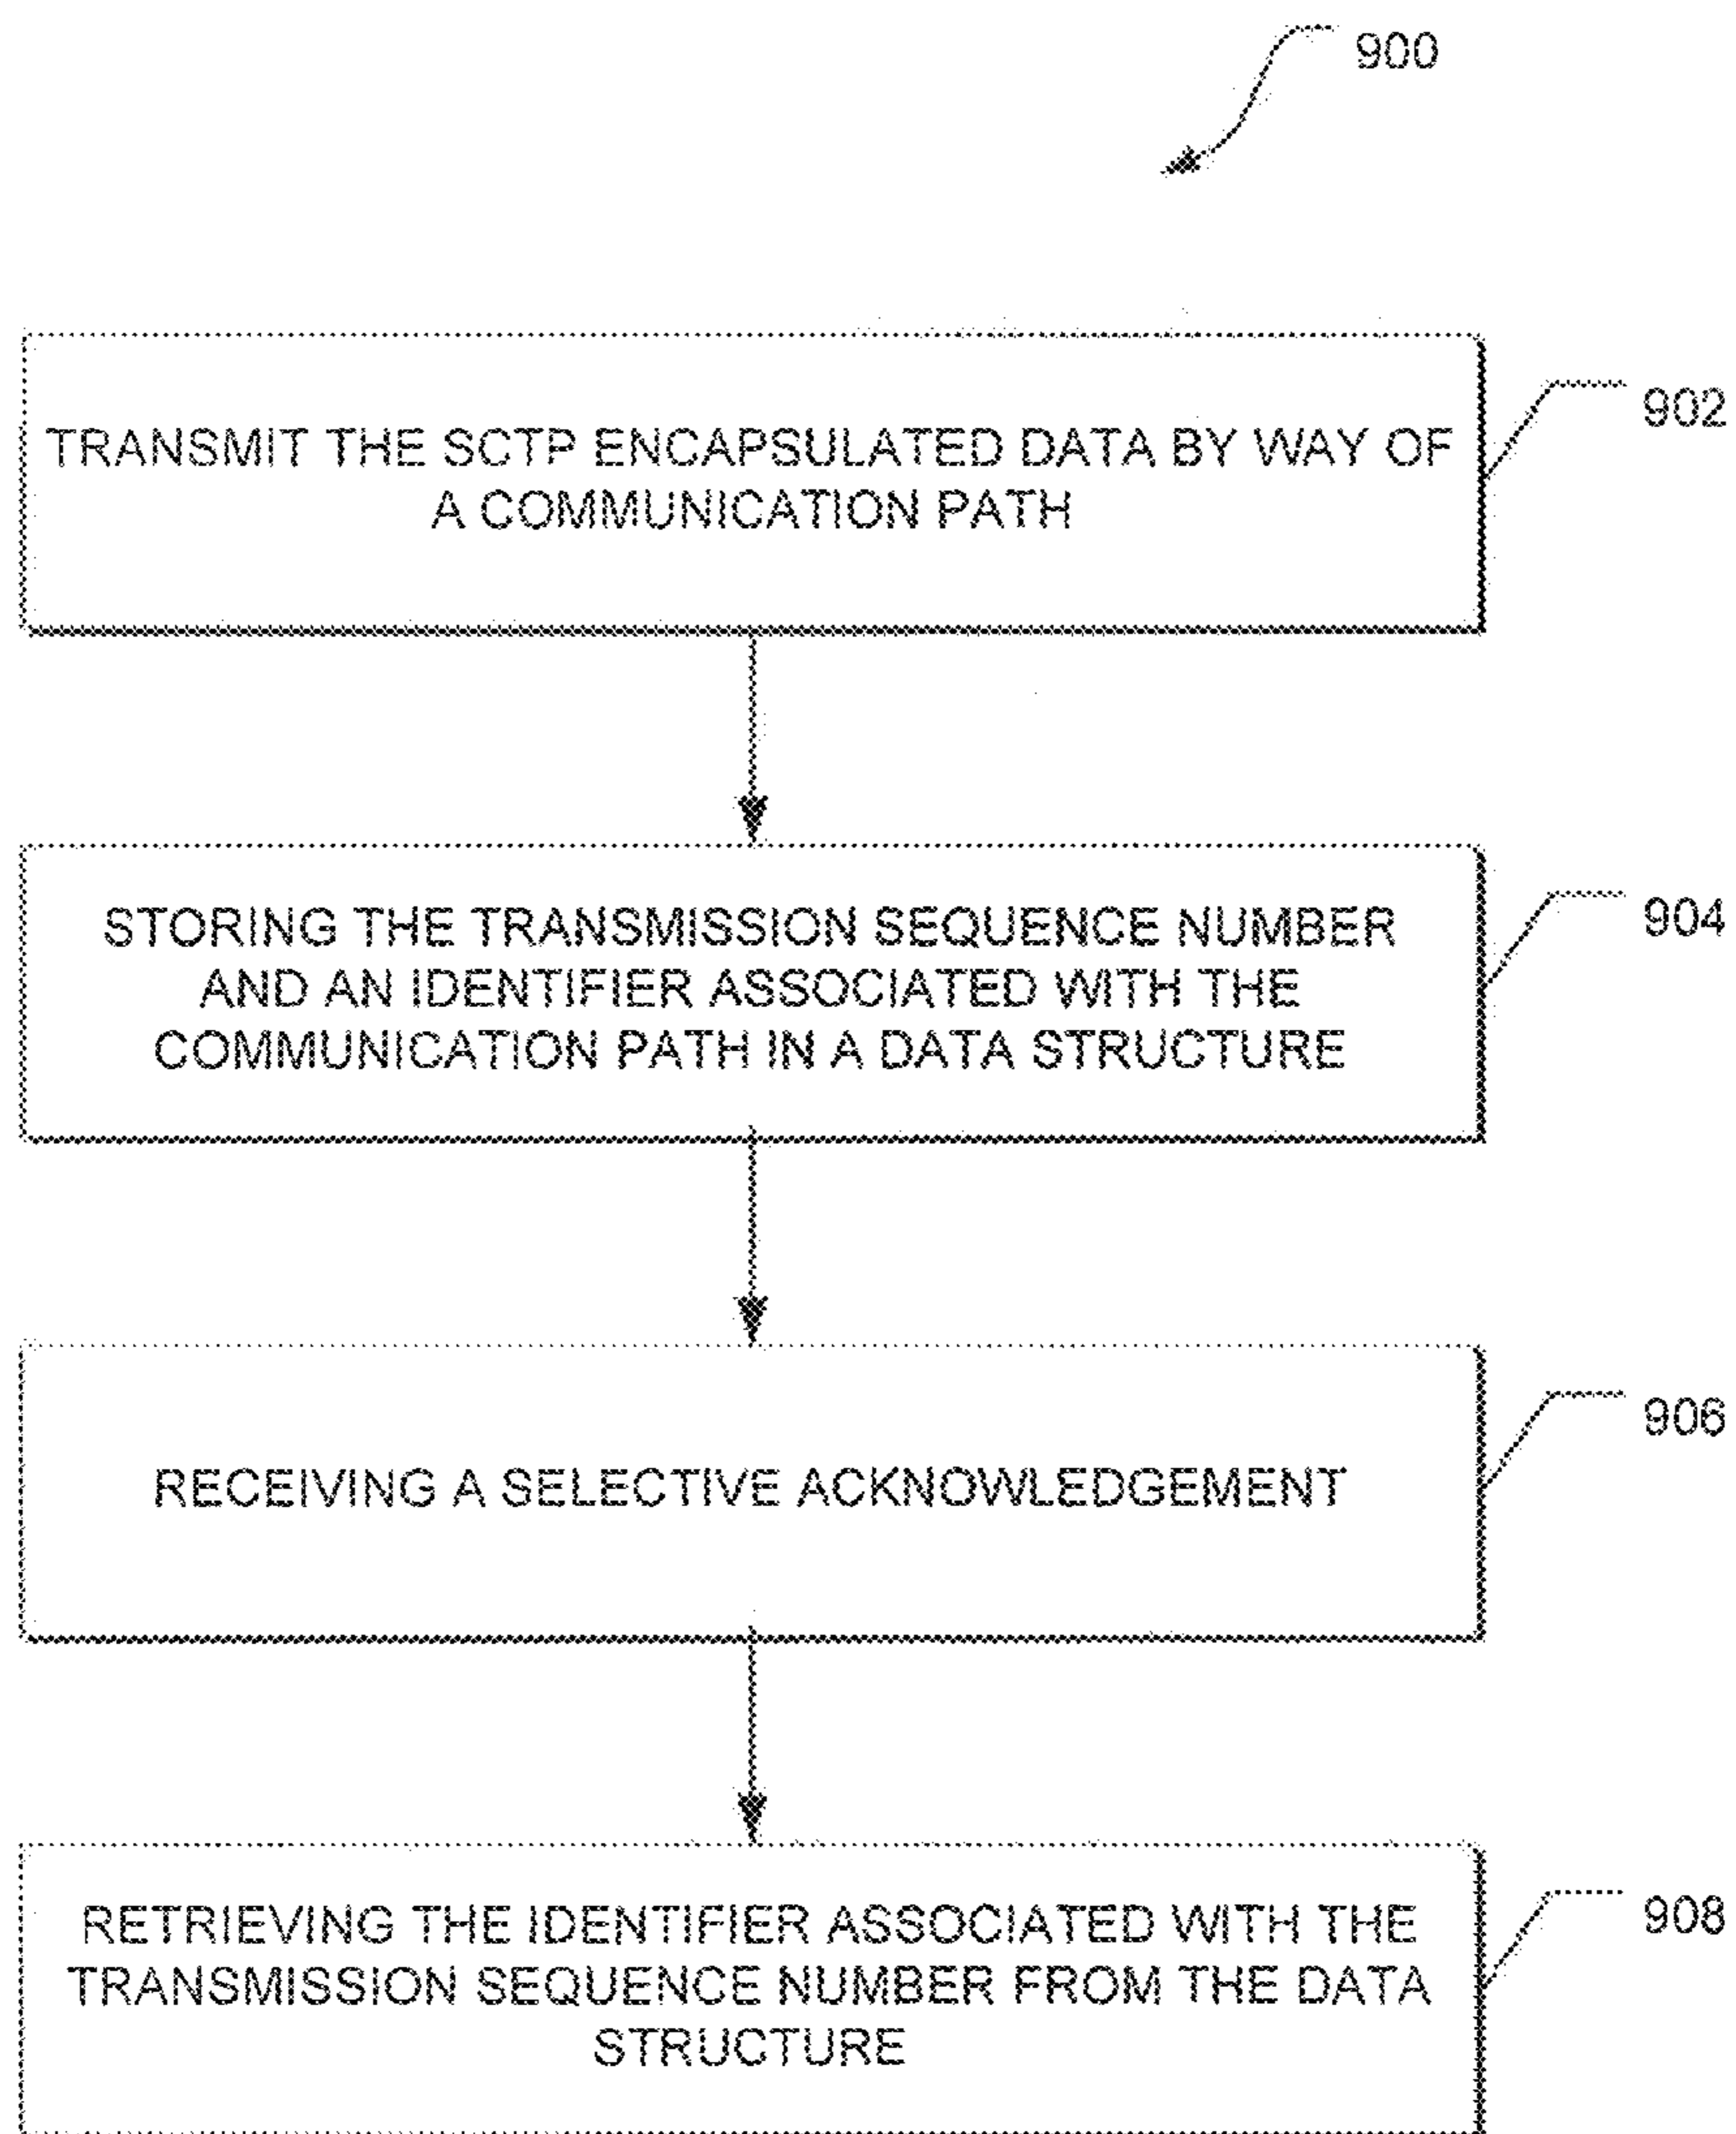 900
TRANSMIT THE SCTP ENCAPSULATED DATA BY WAY OF
A COMMUNICATION PATH
902
STORING THE TRANSMISSION SEQUENCE NUMBER
AND AN IDENTIFIER ASSOCIATED WITH THE
COMMUNICATION PATH IN A DATA STRUCTURE
904
RECEIVING A SELECTIVE ACKNOWLEDGEMENT
906
RETRIEVING THE IDENTIFIER ASSOCIATED WITH THE
TRANSMISSION SEQUENCE NUMBER FROM THE DATA
STRUCTURE
908